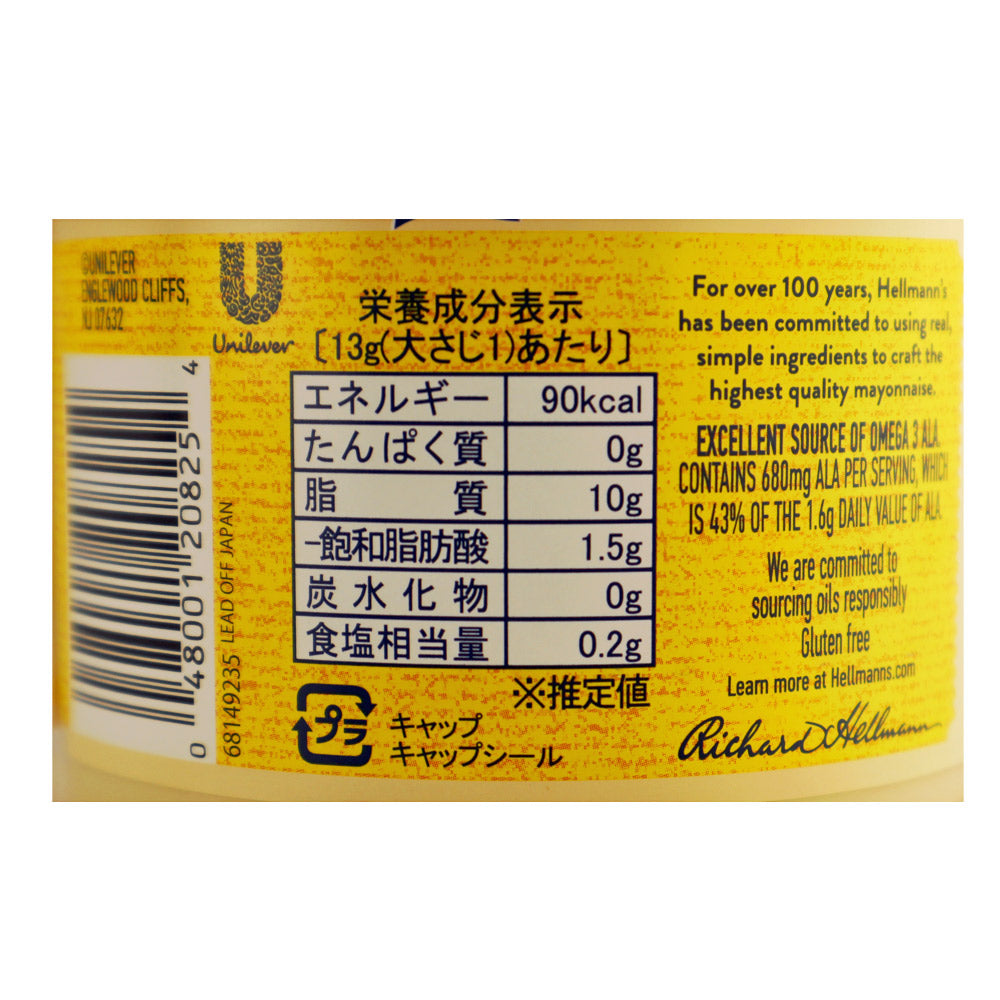 ©UNILEVER
ENGLEWOOD CLIFFS,
NJ 07632
Unilever
0 48001 20825 4
68149235 LEAD OFF JAPAN
栄養成分表示
[13g(大さじ1)あたり]
エネルギー 90kcal
たんぱく質 0g
脂質 10g
-飽和脂肪酸 1.5g
炭水化物 0g
食塩相当量 0.2g
※推定値
プラ
キャップ
キャップシール
For over 100 years, Hellmann's
has been committed to using real,
simple ingredients to craft the
highest quality mayonnaise.
EXCELLENT SOURCE OF OMEGA 3 ALA.
CONTAINS 680mg ALA PER SERVING, WHICH
IS 43% OF THE 1.6g DAILY VALUE OF ALA.
We are committed to
sourcing oils responsibly
Gluten free
Learn more at Hellmanns.com
Richard Hellmann